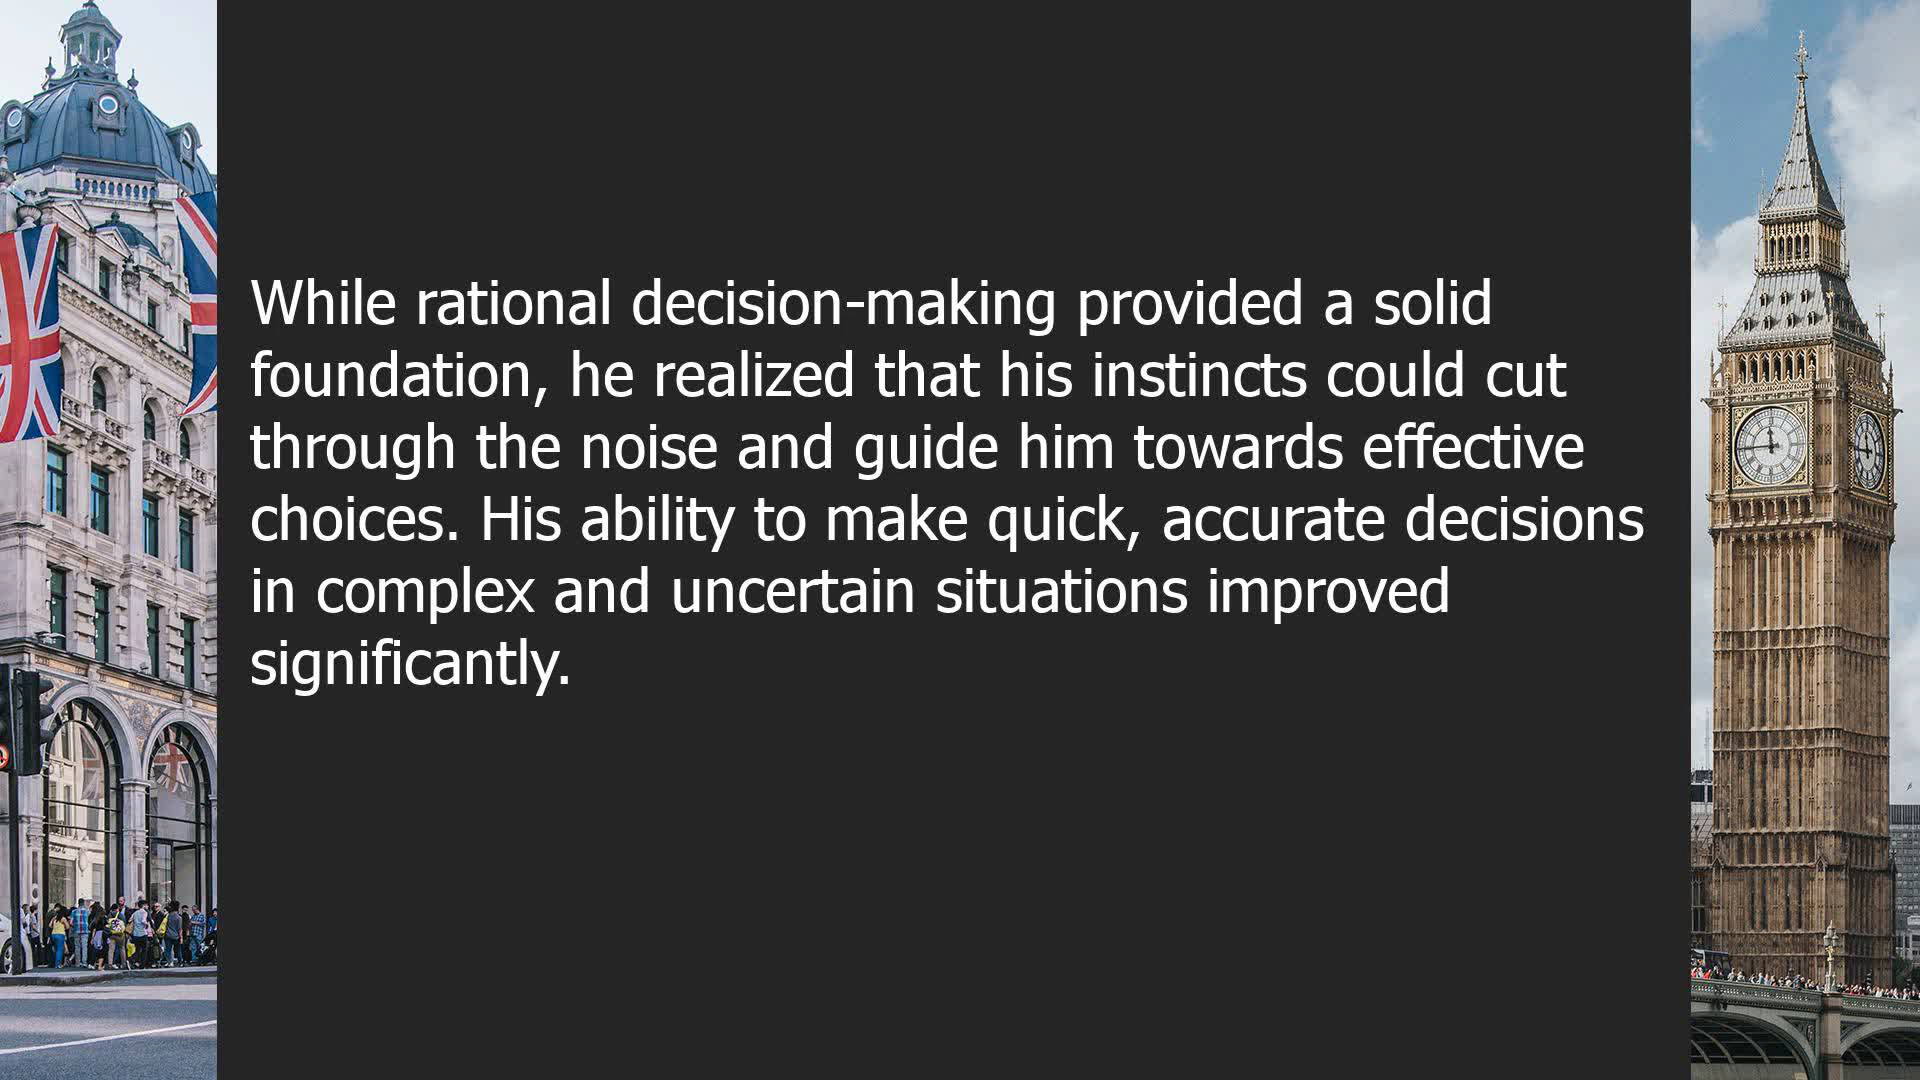 While rational decision-making provided a solid
foundation, he realized that his instincts could cut
through the noise and guide him towards effective
choices. His ability to make quick, accurate decisions
in complex and uncertain situations improved
significantly.